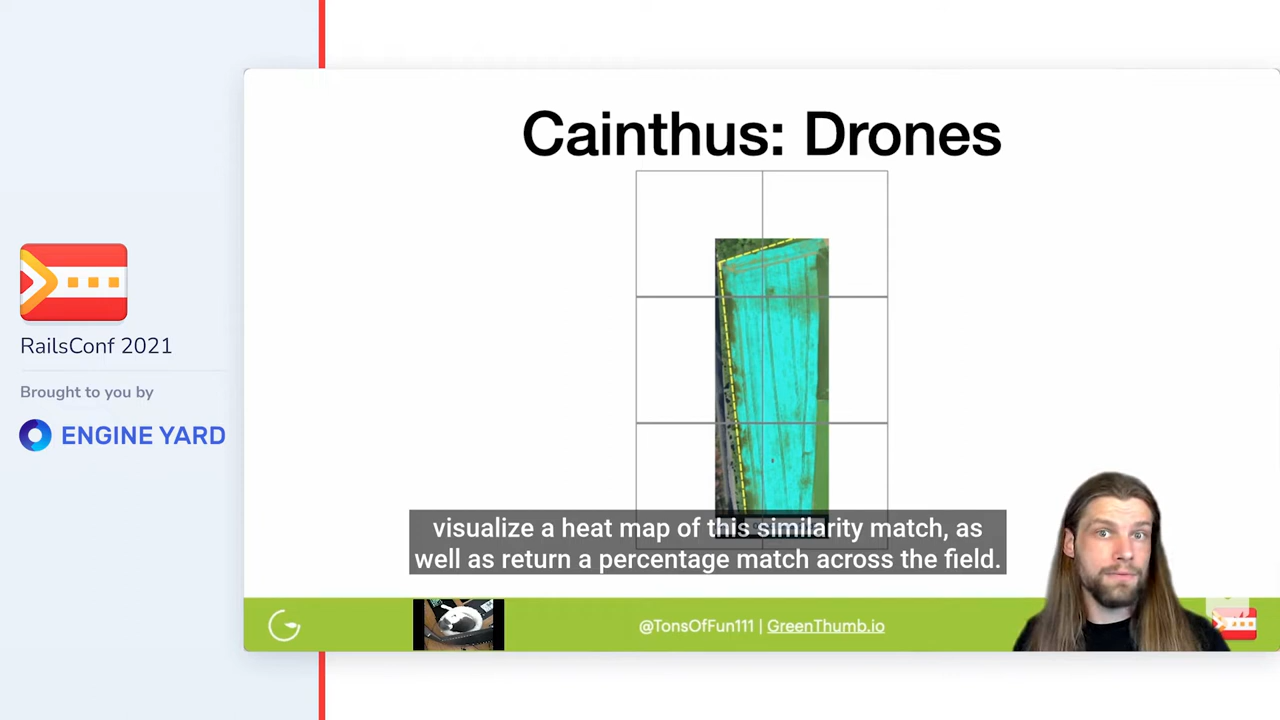 Cainthus: Drones
RailsConf 2021
Brought to you by
ENGINE YARD
visualize a heat map of this similarity match, as
well as return a percentage match across the field.
@TonsOfFun111 | GreenThumb.io